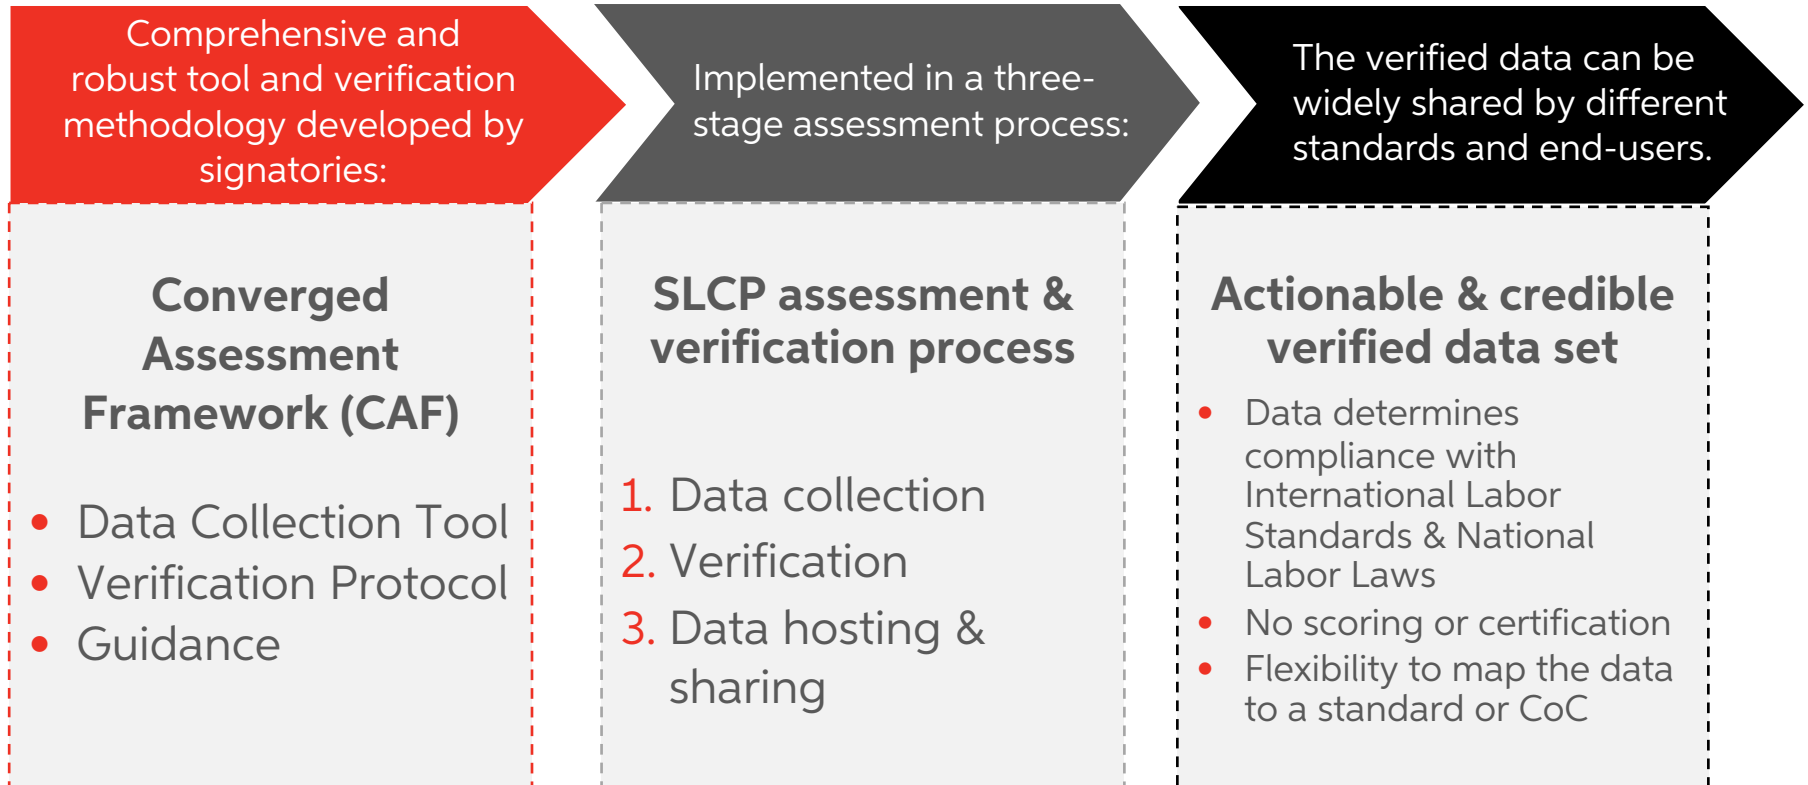 Comprehensive and
robust tool and verification
methodology developed by
signatories:
Converged
Assessment
Framework (CAF)
• Data Collection Tool
• Verification Protocol
• Guidance
Implemented in a three-
stage assessment process:
SLCP assessment &
verification process
1. Data collection
2. Verification
3. Data hosting &
sharing
The verified data can be
widely shared by different
standards and end-users.
Actionable & credible
verified data set
• Data determines
compliance with
International Labor
Standards & National
Labor Laws
• No scoring or certification
• Flexibility to map the data
to a standard or CoC